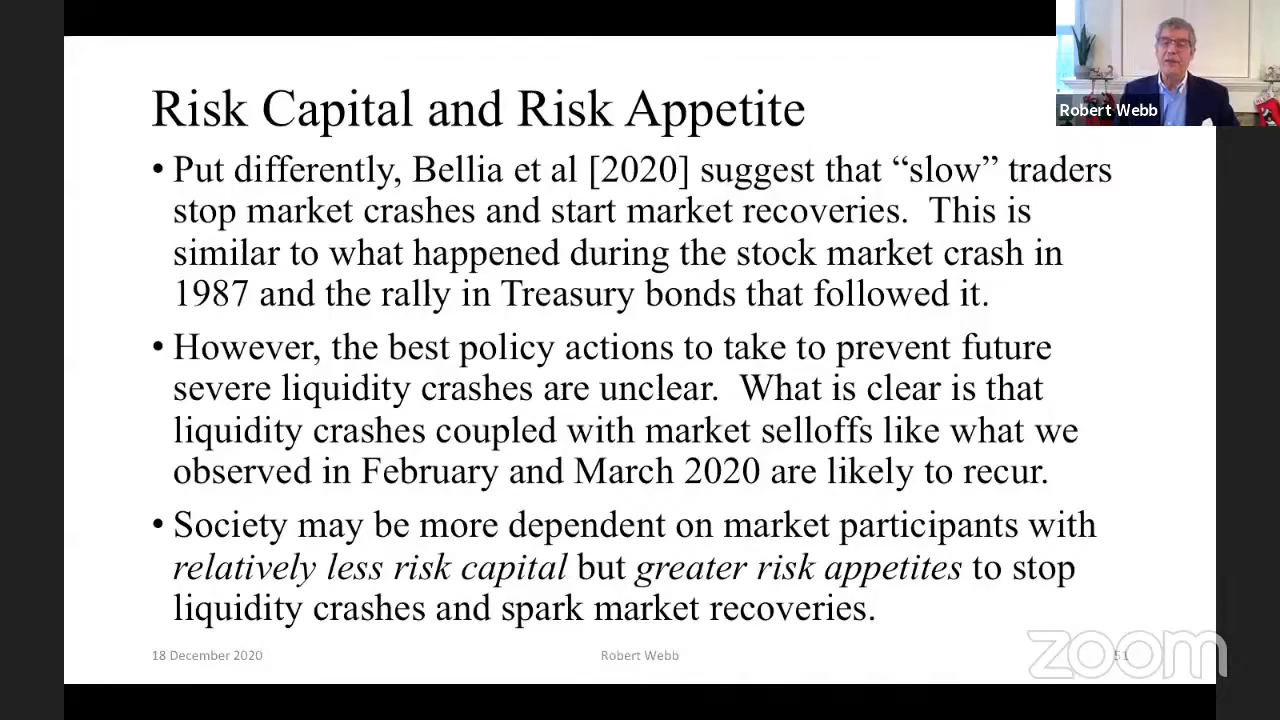 Robert Webb
Risk Capital and Risk Appetite
• Put differently, Bellia et al [2020] suggest that “slow” traders
stop market crashes and start market recoveries.  This is
similar to what happened during the stock market crash in
1987 and the rally in Treasury bonds that followed it.
• However, the best policy actions to take to prevent future
severe liquidity crashes are unclear.  What is clear is that
liquidity crashes coupled with market selloffs like what we
observed in February and March 2020 are likely to recur.
• Society may be more dependent on market participants with
relatively less risk capital but greater risk appetites to stop
liquidity crashes and spark market recoveries.
18 December 2020
Robert Webb
51
zoom